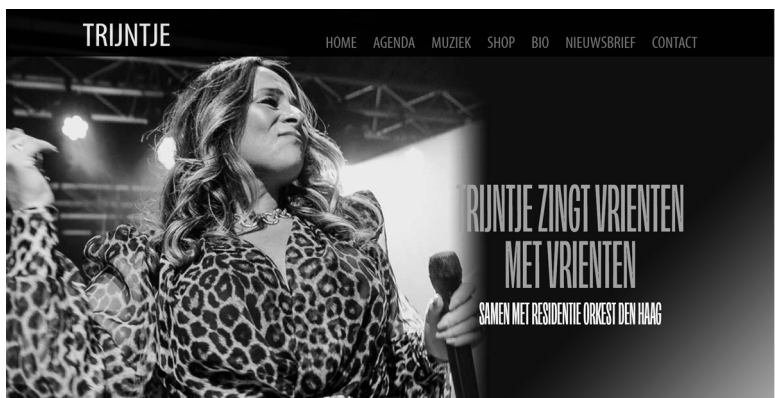 TRIJNTJE
HOME AGENDA MUZIEK SHOP BIO NIEUWSBRIEF CONTACT
TRIJNTJE ZINGT VRIENTEN
MET VRIENTEN
SAMEN MET RESIDENTIE ORKEST DEN HAAG